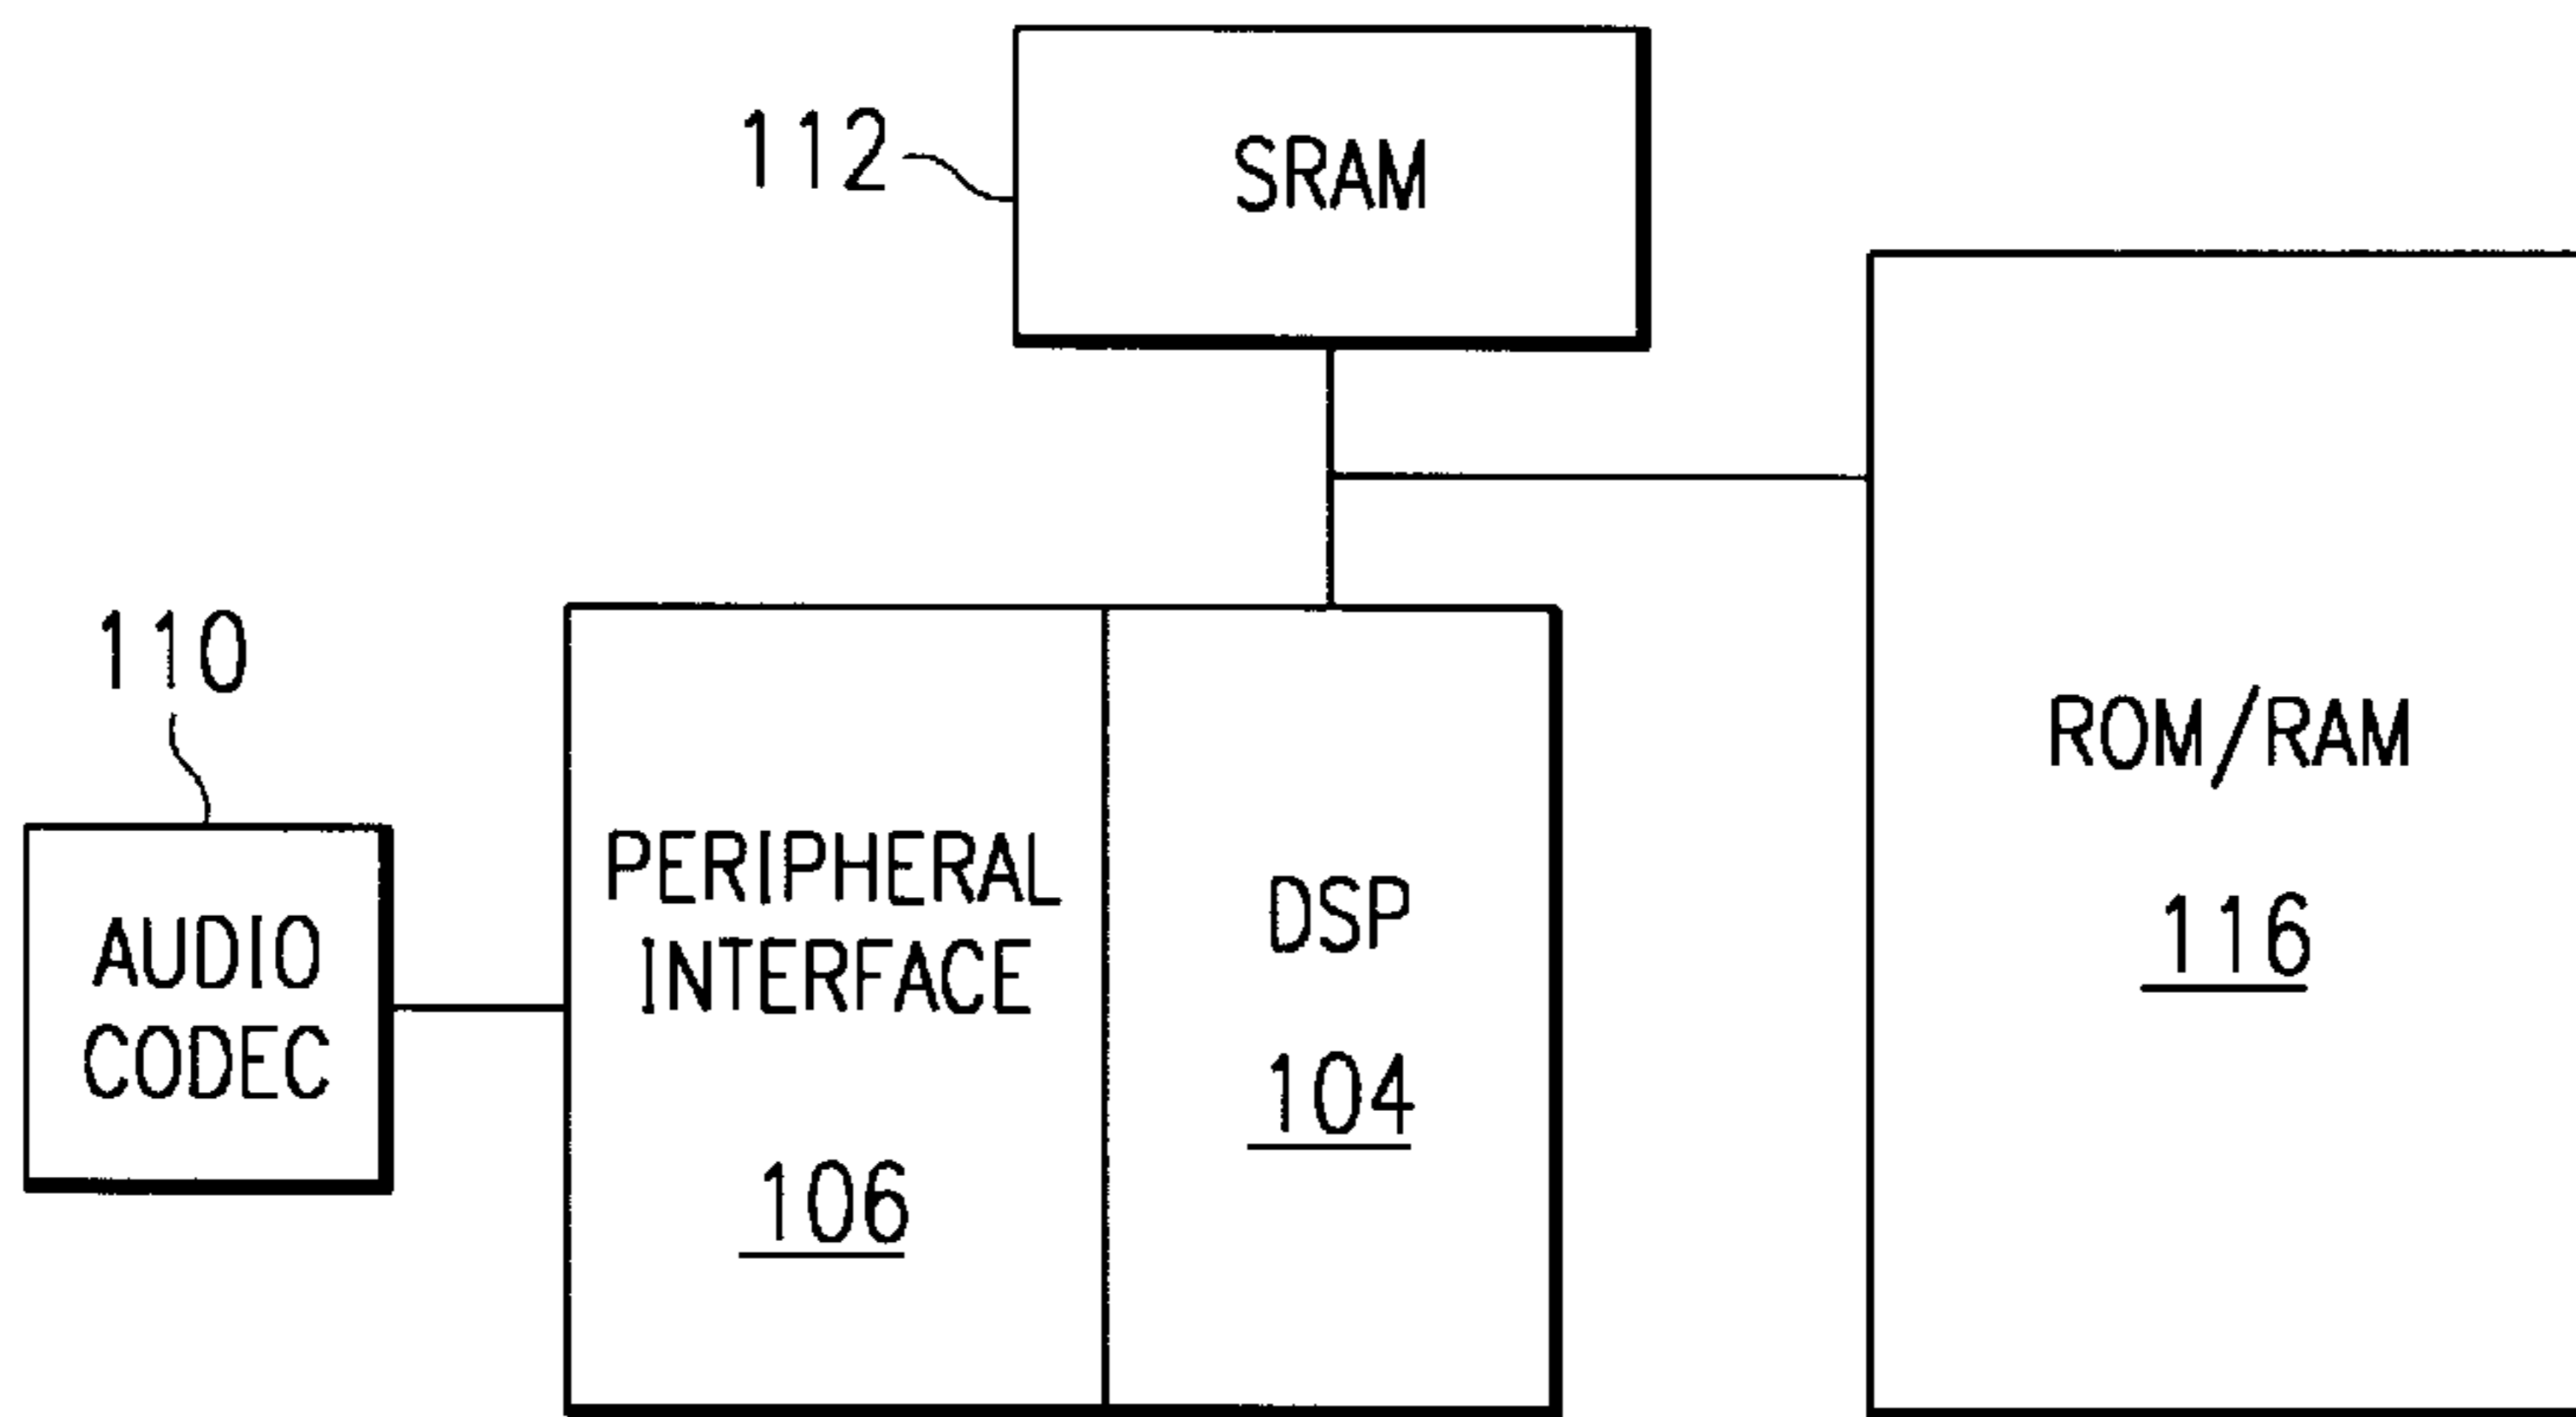 112
SRAM
110
AUDIO
CODEC
PERIPHERAL
INTERFACE
106
DSP
104
ROM/RAM
116